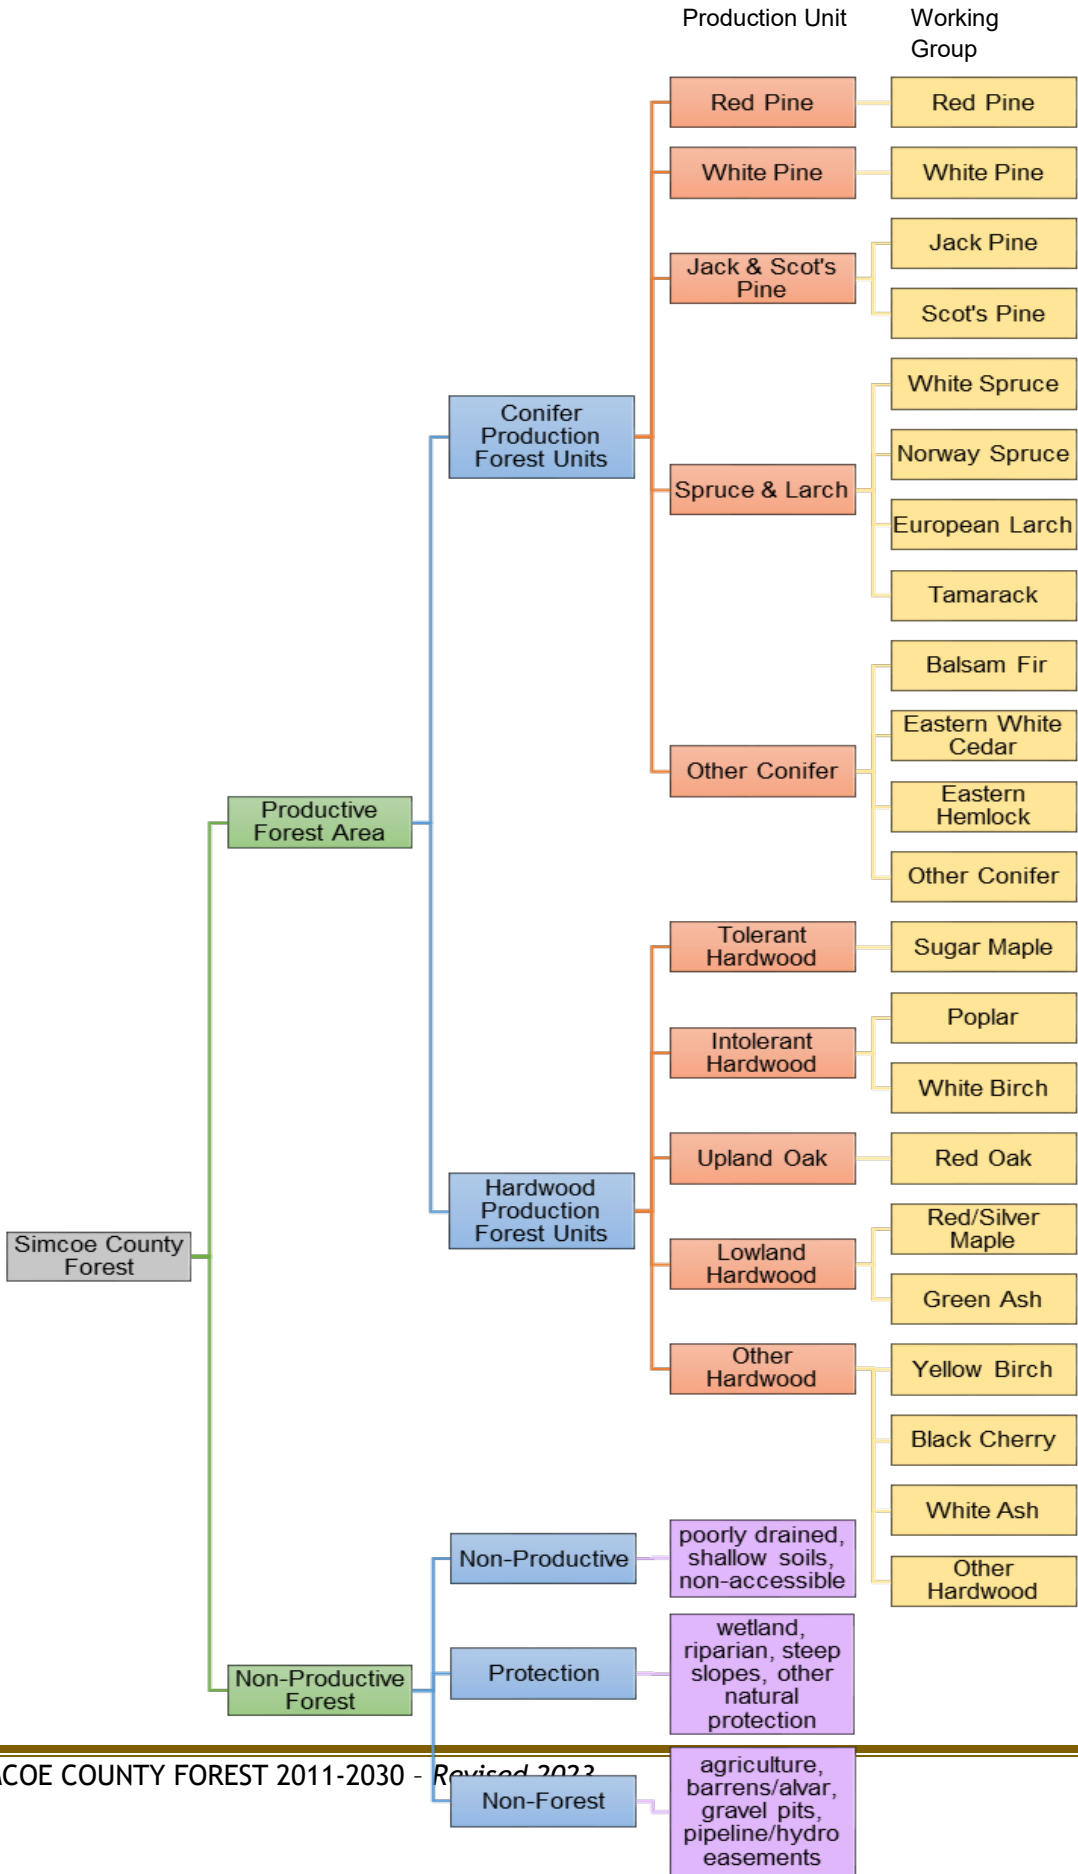 Production Unit
Working
Group
Red Pine
Red Pine
White Pine
White Pine
Jack & Scot's
Pine
Jack Pine
Scot's Pine
Conifer
Production
Forest Units
Spruce & Larch
White Spruce
Norway Spruce
European Larch
Tamarack
Other Conifer
Balsam Fir
Eastern White
Cedar
Eastern
Hemlock
Other Conifer
Productive
Forest Area
Tolerant
Hardwood
Sugar Maple
Intolerant
Hardwood
Poplar
White Birch
Upland Oak
Red Oak
Hardwood
Production
Forest Units
Lowland
Hardwood
Red/Silver
Maple
Green Ash
Simcoe County
Forest
Other
Hardwood
Yellow Birch
Black Cherry
White Ash
Other
Hardwood
Non-Productive
poorly drained,
shallow soils,
non-accessible
Non-Productive
Forest
Protection
wetland,
riparian, steep
slopes, other
natural
protection
COE COUNTY FOREST 2011-2030 – Revised 2023
Non-Forest
agriculture,
barrens/alvar,
gravel pits,
pipeline/hydro
easements